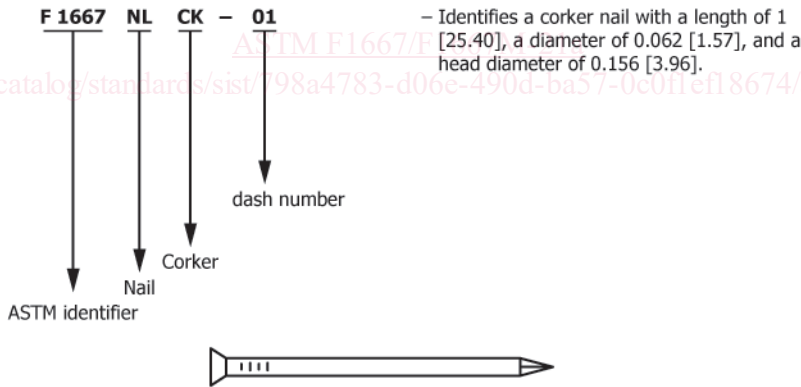 F 1667 NL CK – 01
– Identifies a corker nail with a length of 1
[25.40], a diameter of 0.062 [1.57], and a
head diameter of 0.156 [3.96].
ASTM F1667/F1667M-21a
catalog/standards/sist/798a4783-d06e-490d-ba57-0c0f1ef18674/
dash number
Corker
Nail
ASTM identifier